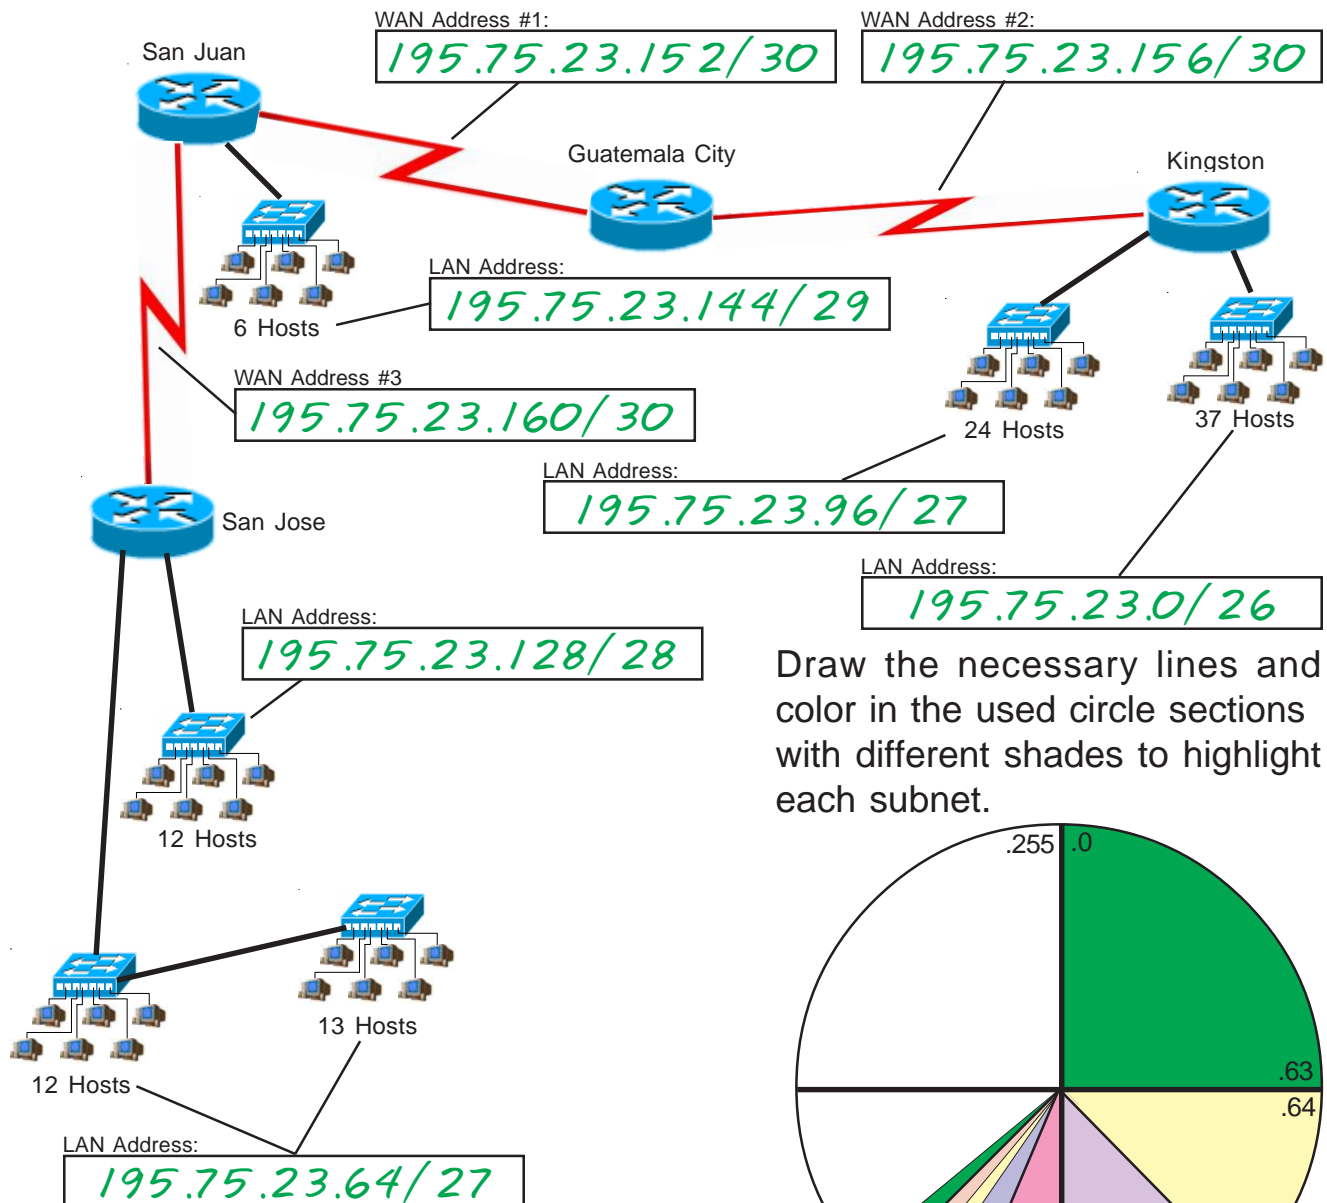 WAN Address #1:
195.75.23.152/30
WAN Address #2:
195.75.23.156/30
San Juan
Guatemala City
Kingston
LAN Address:
195.75.23.144/29
6 Hosts
WAN Address #3
195.75.23.160/30
24 Hosts
37 Hosts
LAN Address:
195.75.23.96/27
San Jose
LAN Address:
195.75.23.0/26
LAN Address:
195.75.23.128/28
Draw the necessary lines and
color in the used circle sections
with different shades to highlight
each subnet.
12 Hosts
.255
.0
13 Hosts
.63
.64
12 Hosts
LAN Address:
195.75.23.64/27